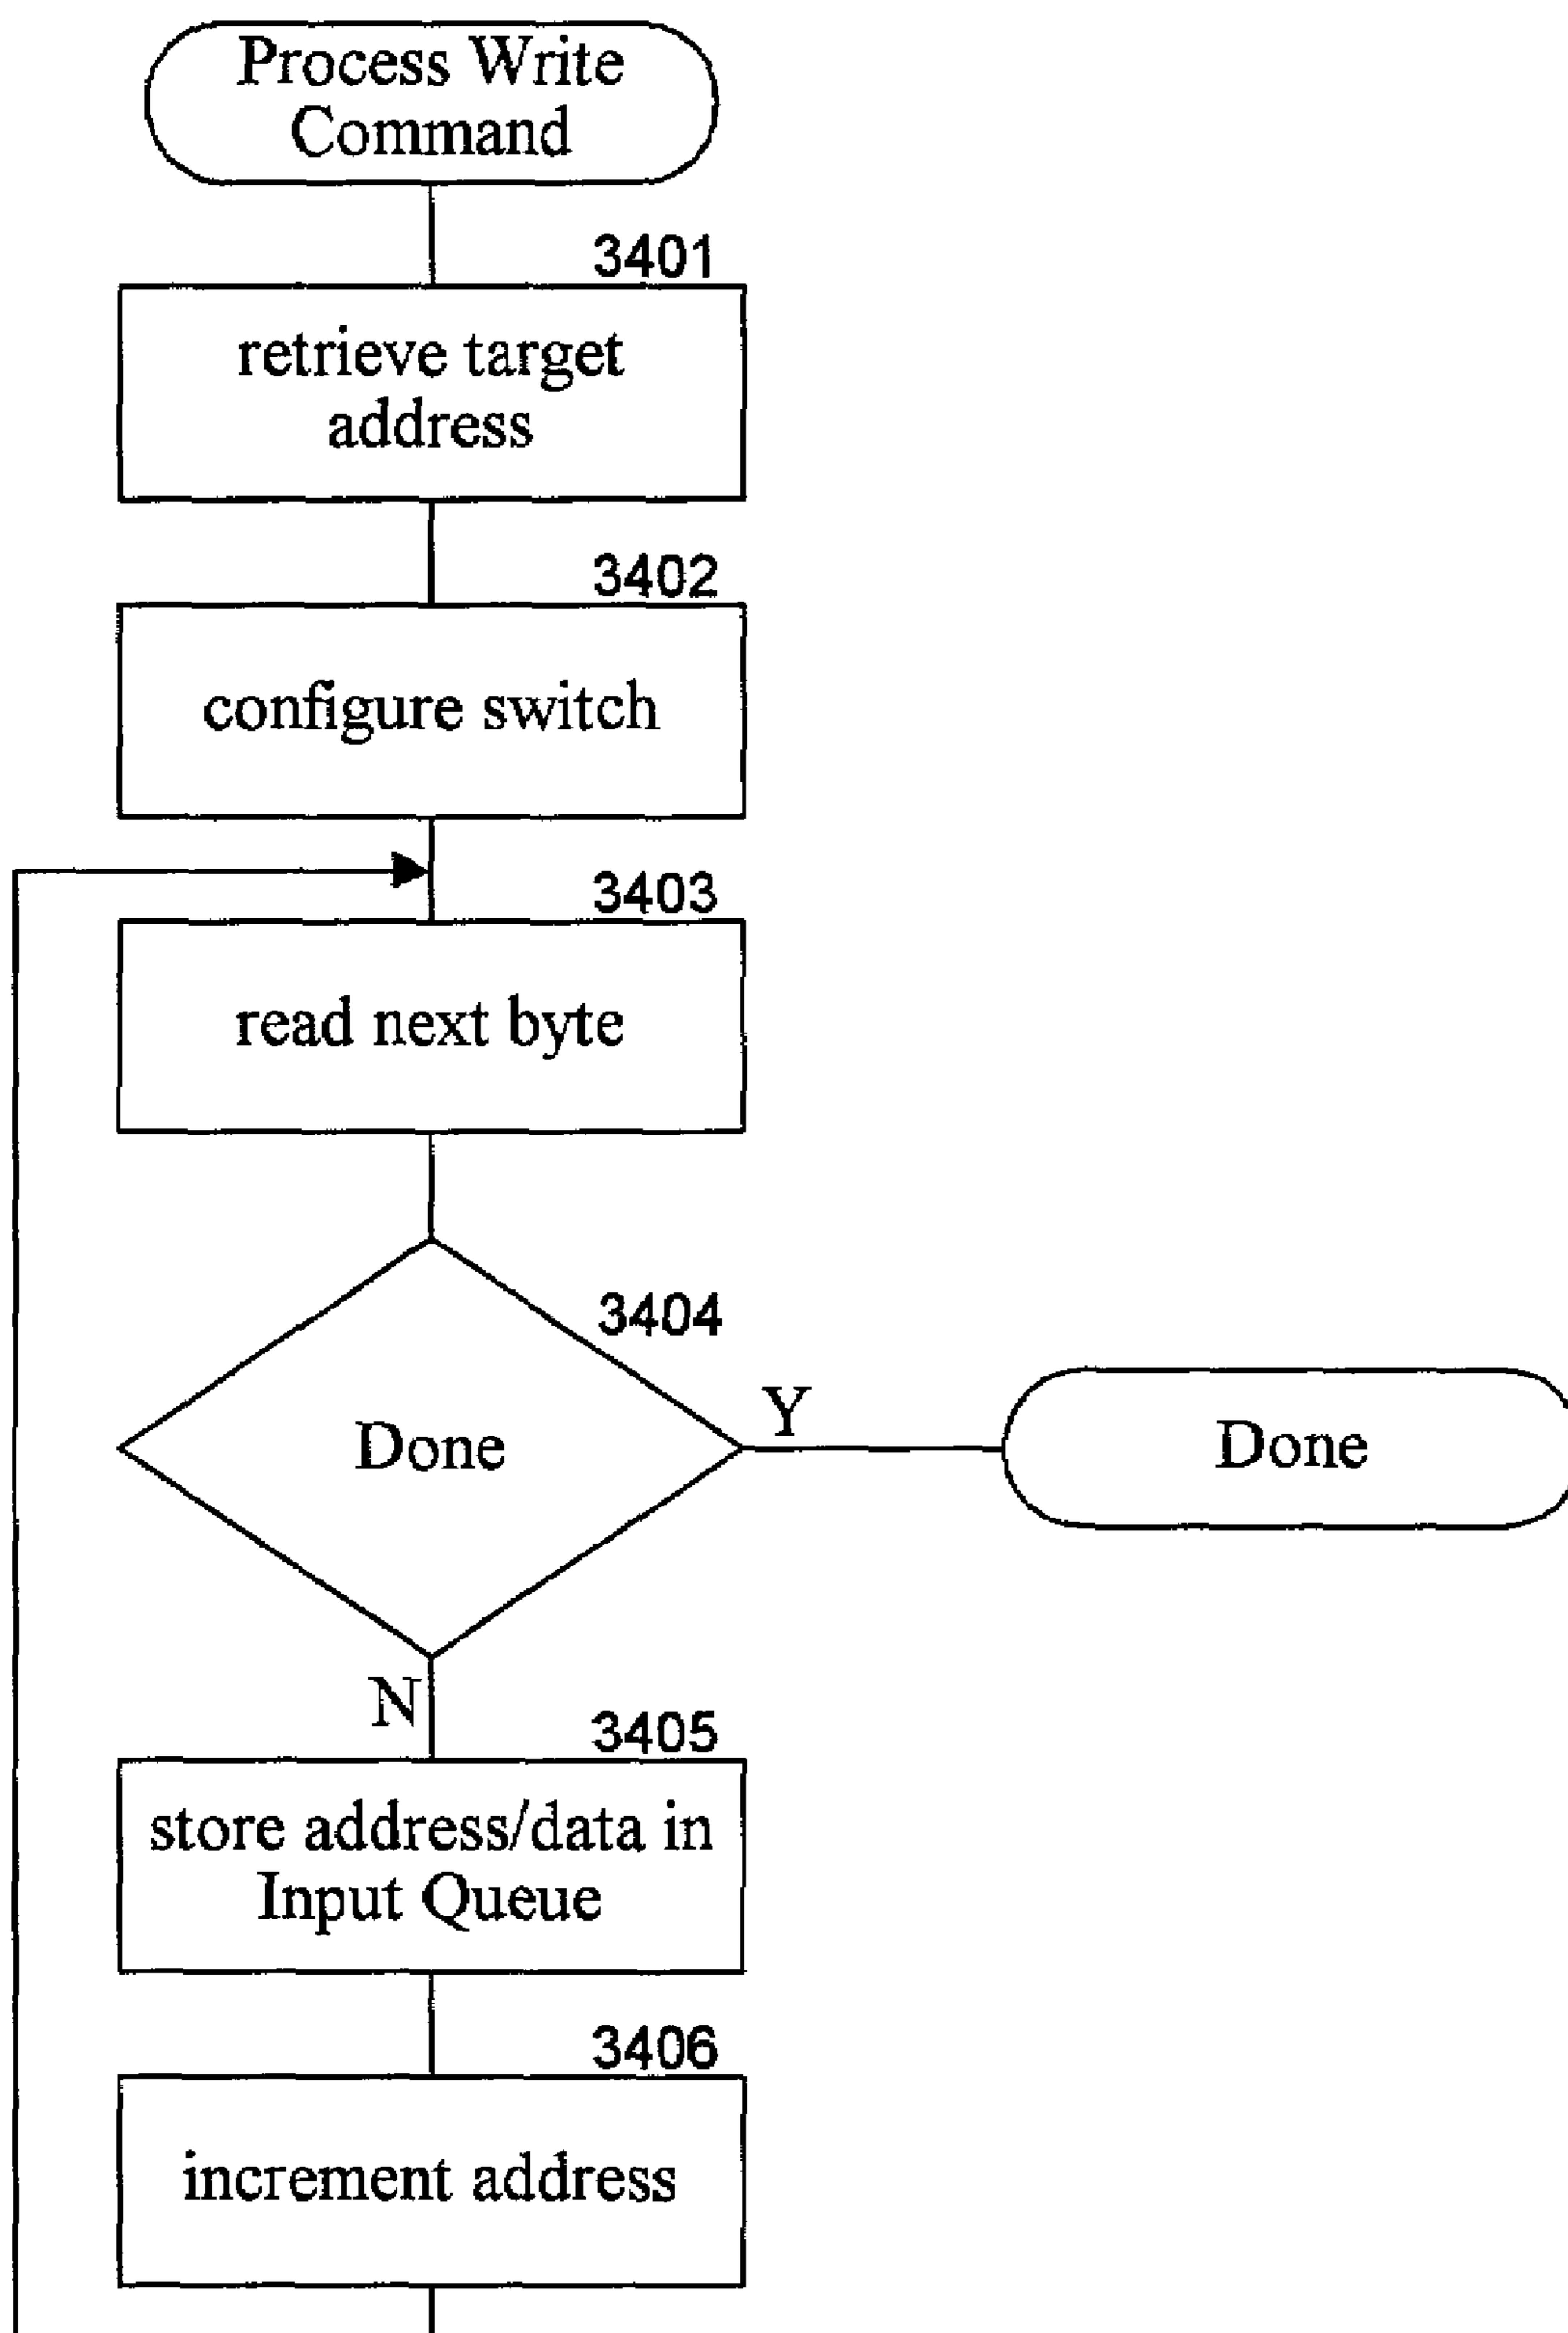 Process Write
Command
3401
retrieve target
address
3402
configure switch
3403
read next byte
3404
Done
Y
Done
N
3405
store address/data in
Input Queue
3406
increment address